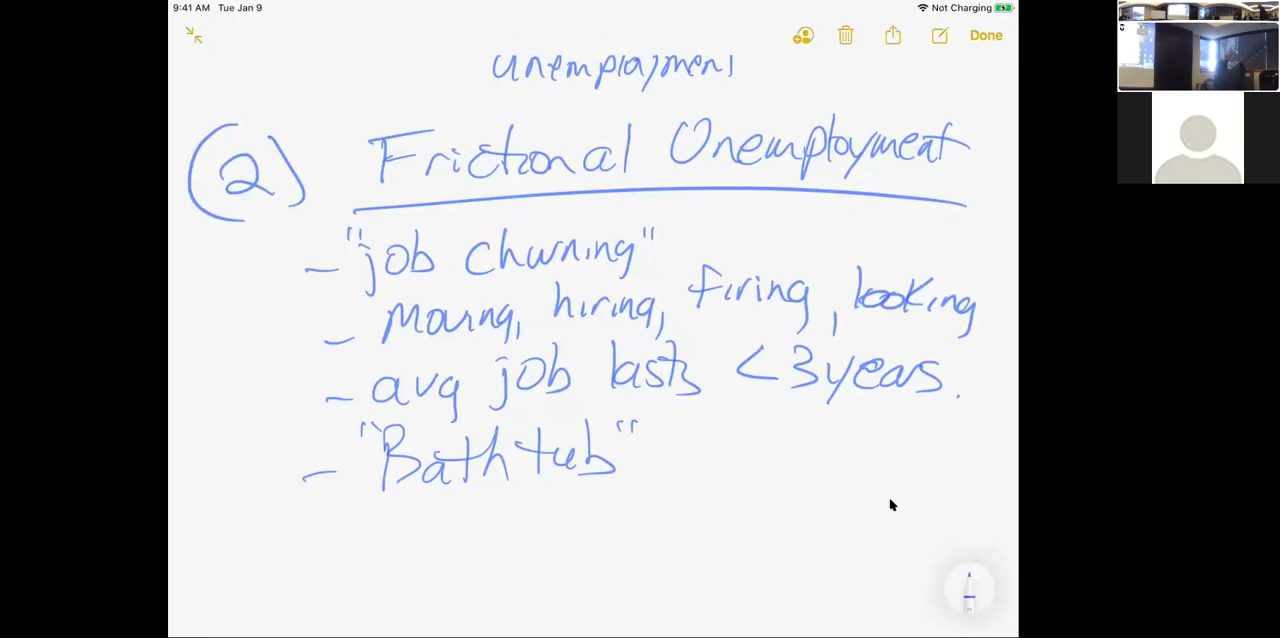 9:41 AM Tue Jan 9
Not Charging
Done
unemployment
(2) Frictional Unemployment
- "job churning"
- Moving, hiring, firing, looking
- avg job lasts < 3 years.
- "Bathtub"